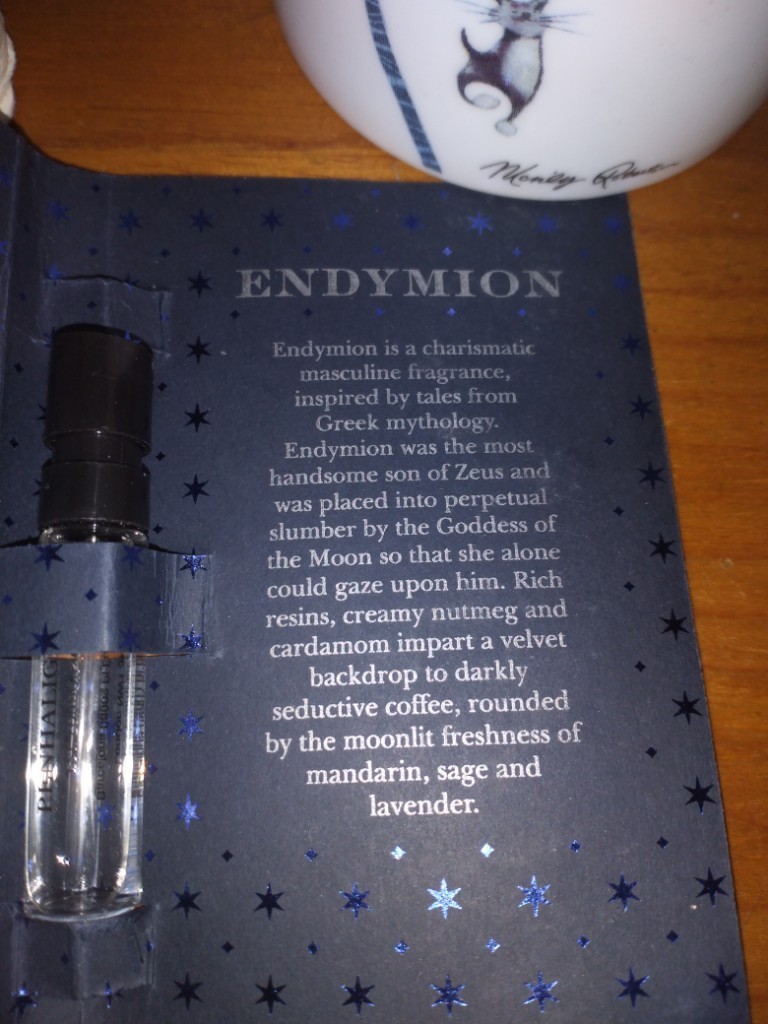 ENDYMION
Endymion is a charismatic
masculine fragrance,
inspired by tales from
Greek mythology.
Endymion was the most
handsome son of Zeus and
was placed into perpetual
slumber by the Goddess of
the Moon so that she alone
could gaze upon him. Rich
resins, creamy nutmeg and
cardamom impart a velvet
backdrop to darkly
seductive coffee, rounded
by the moonlit freshness of
mandarin, sage and
lavender.